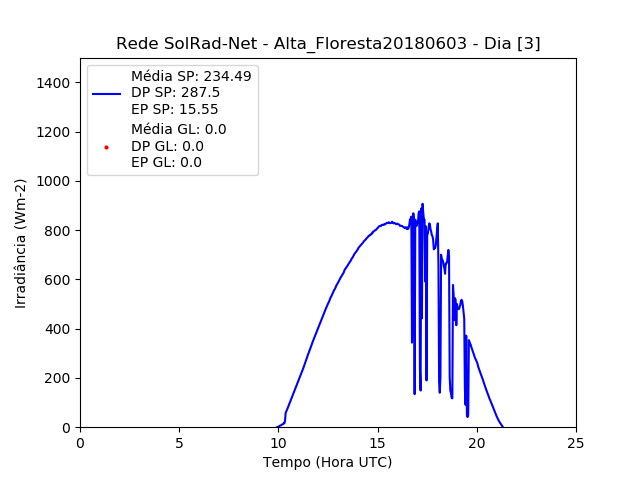 Rede SolRad-Net - Alta_Floresta20180603 - Dia [3]
Média SP: 234.49
DP SP: 287.5
EP SP: 15.55
Média GL: 0.0
DP GL: 0.0
EP GL: 0.0
Irradiância (Wm-2)
1400
1200
1000
800
600
400
200
0
0 5 10 15 20 25
Tempo (Hora UTC)